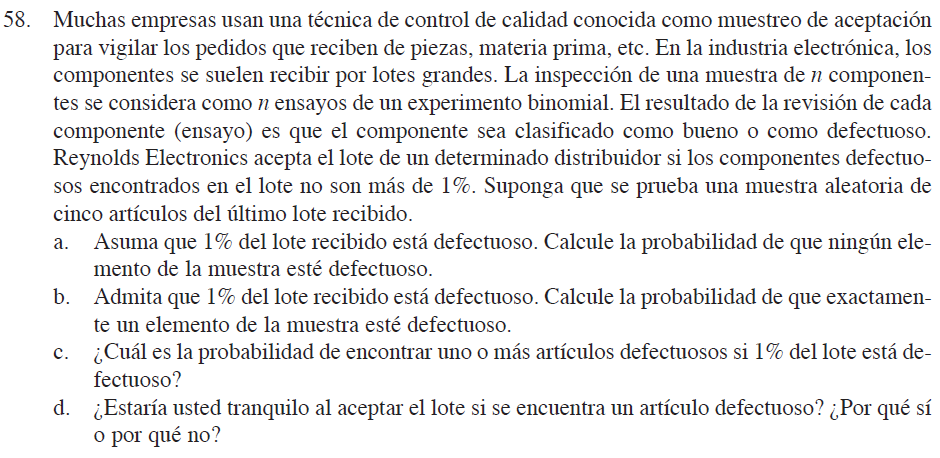 58. Muchas empresas usan una técnica de control de calidad conocida como muestreo de aceptación
para vigilar los pedidos que reciben de piezas, materia prima, etc. En la industria electrónica, los
componentes se suelen recibir por lotes grandes. La inspección de una muestra de n componen-
tes se considera como n ensayos de un experimento binomial. El resultado de la revisión de cada
componente (ensayo) es que el componente sea clasificado como bueno o como defectuoso.
Reynolds Electronics acepta el lote de un determinado distribuidor si los componentes defectuo-
sos encontrados en el lote no son más de 1%. Suponga que se prueba una muestra aleatoria de
cinco artículos del último lote recibido.
a. Asuma que 1% del lote recibido está defectuoso. Calcule la probabilidad de que ningún ele-
mento de la muestra esté defectuoso.
b. Admita que 1% del lote recibido está defectuoso. Calcule la probabilidad de que exactamen-
te un elemento de la muestra esté defectuoso.
c. ¿Cuál es la probabilidad de encontrar uno o más artículos defectuosos si 1% del lote está de-
fectuoso?
d. ¿Estaría usted tranquilo al aceptar el lote si se encuentra un artículo defectuoso? ¿Por qué sí
o por qué no?